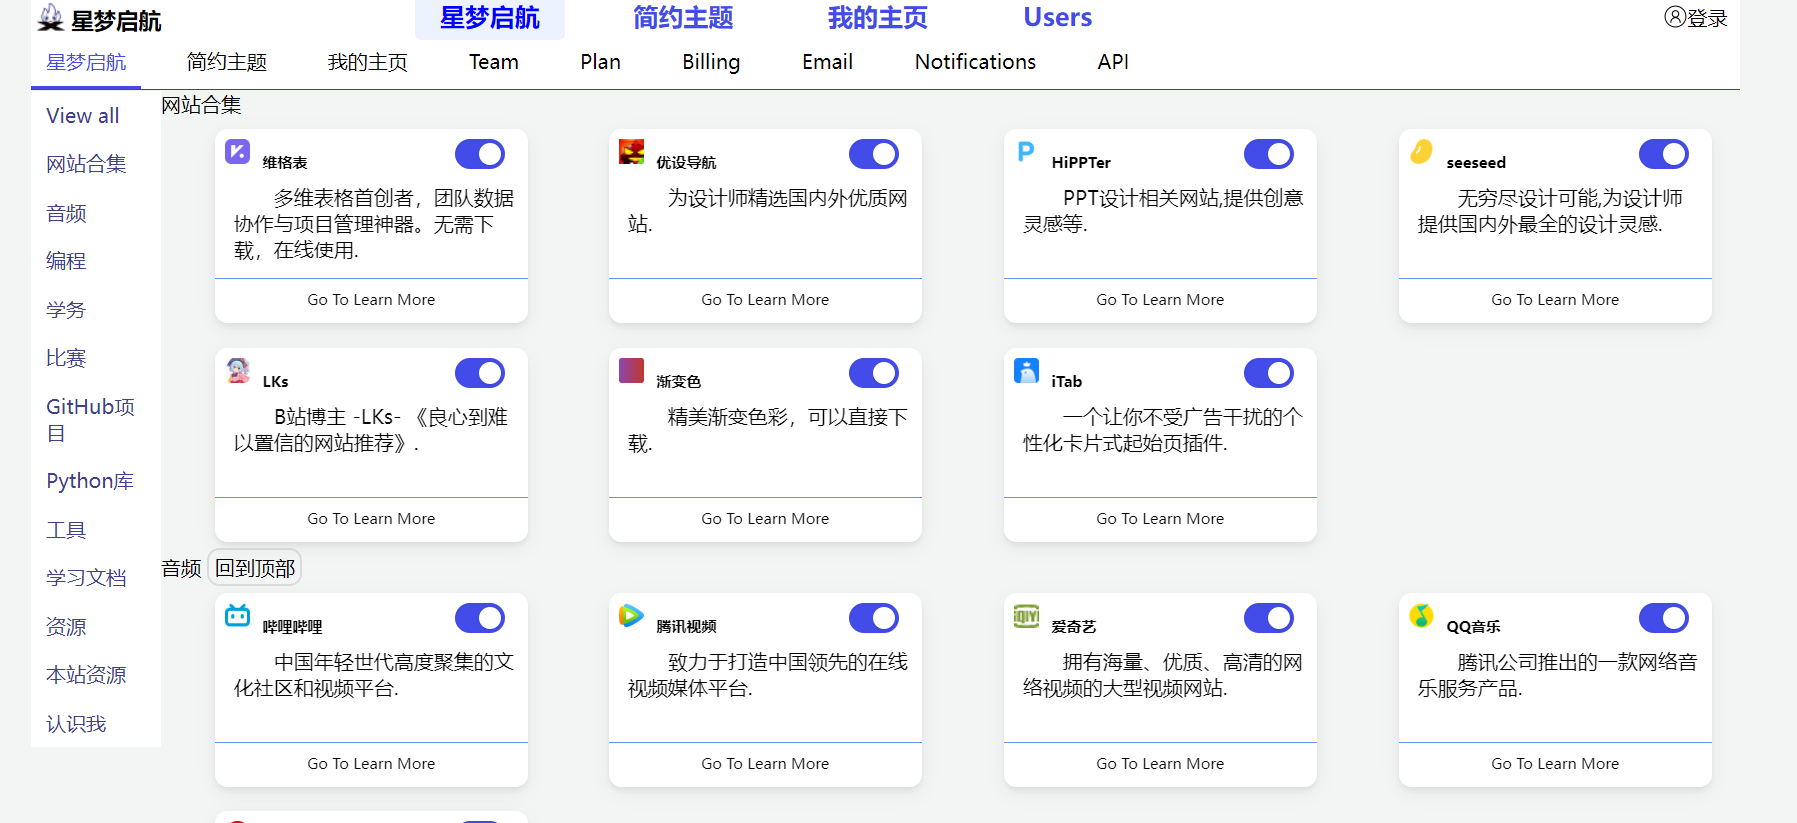 星梦启航
星梦启航 简约主题 我的主页 Users
登录
星梦启航 简约主题 我的主页 Team Plan Billing Email Notifications API
View all
网站合集
音频
编程
学务
比赛
GitHub项
目
Python库
工具
学习文档
资源
本站资源
认识我
网站合集
维格表
多维表格首创者，团队数据
协作与项目管理神器。无需下
载，在线使用.
Go To Learn More
优设导航
为设计师精选国内外优质网
站.
Go To Learn More
HiPPTer
PPT设计相关网站,提供创意
灵感等.
Go To Learn More
seeseed
无穷尽设计可能,为设计师
提供国内外最全的设计灵感.
Go To Learn More
LKs
B站博主 -LKs- 《良心到难
以置信的网站推荐》.
Go To Learn More
渐变色
精美渐变色彩，可以直接下
载.
Go To Learn More
iTab
一个让你不受广告干扰的个
性化卡片式起始页插件.
Go To Learn More
音频 回到顶部
哔哩哔哩
中国年轻世代高度聚集的文
化社区和视频平台.
Go To Learn More
腾讯视频
致力于打造中国领先的在线
视频媒体平台.
Go To Learn More
爱奇艺
拥有海量、优质、高清的网
络视频的大型视频网站.
Go To Learn More
QQ音乐
腾讯公司推出的一款网络音
乐服务产品.
Go To Learn More